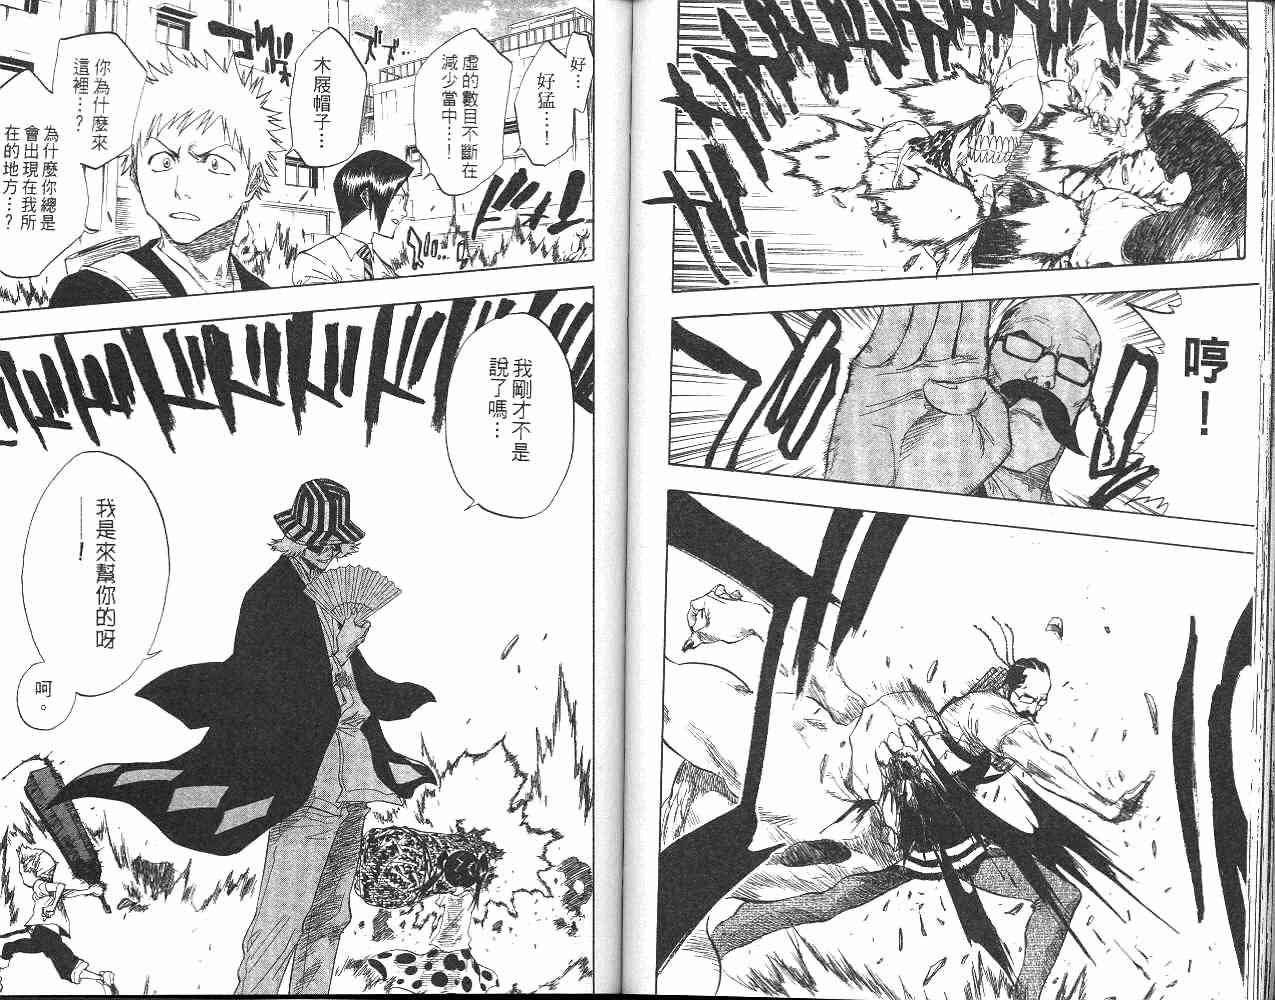 哼！
好…
好猛…！
虛的數目不斷在
減少當中…！
木屐帽子…
你為什麼來
這裡…？
為什麼你總是
會出現在我所
在的地方…？
我剛才不是
說了嗎…
我是來幫你的呀
——！
呵。